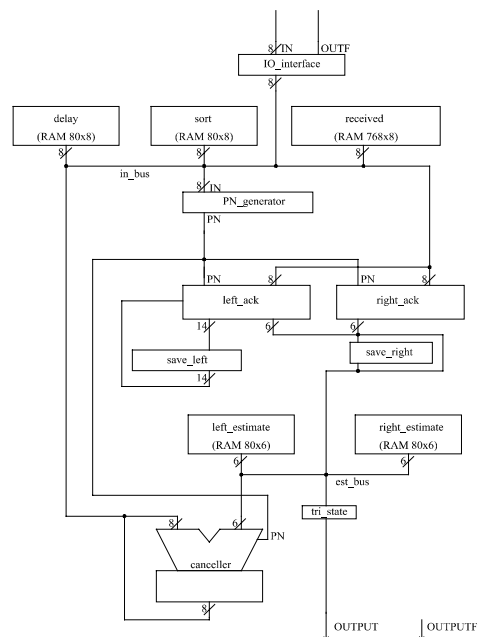 8 IN OUTF
IO_interface
8
delay
(RAM 80x8)
8
sort
(RAM 80x8)
8
received
(RAM 768x8)
8
in_bus
8 IN
PN_generator
PN
PN 8
left_ack
14 6
PN 8
right_ack
6
save_left
14
save_right
left_estimate
(RAM 80x6)
6
right_estimate
(RAM 80x6)
6
est_bus
tri_state
8 6
PN
canceller
8
OUTPUT OUTPUTF